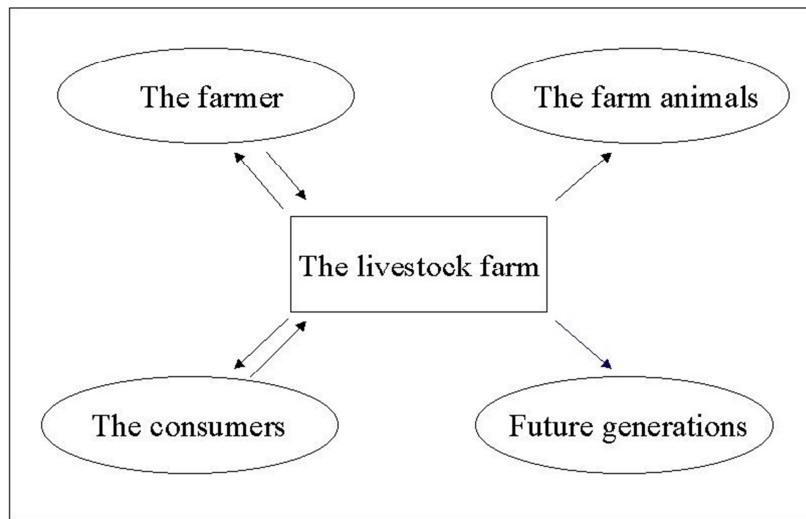 The farmer
The farm animals
The livestock farm
The consumers
Future generations